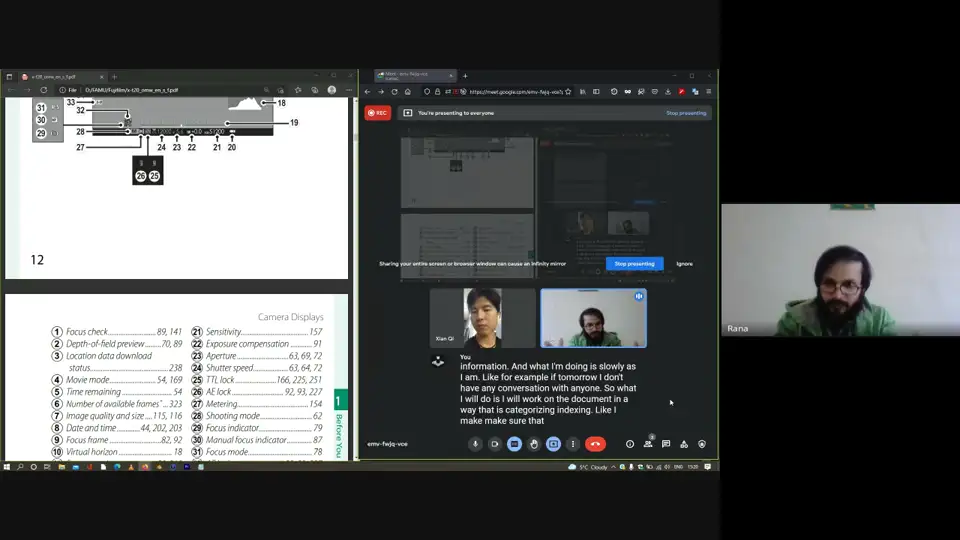 x-t20_omw_en_s_f.pdf
File | D:/FAMU/Fujifilm/x-t20_omw_en_s_f.pdf
33
32
31
30
29
28
27
26 25
24 23 22 21 20
19
18
12
Camera Displays
1 Focus check 89, 141
2 Depth-of-field preview 70, 89
3 Location data download
status 238
4 Movie mode 54, 169
5 Time remaining 54
6 Number of available frames* 323
7 Image quality and size 115, 116
8 Date and time 44, 202, 203
9 Focus frame 82, 92
10 Virtual horizon 18
21 Sensitivity 157
22 Exposure compensation 91
23 Aperture 63, 69, 72
24 Shutter speed 63, 64, 72
25 TTL lock 166, 225, 251
26 AE lock 92, 93, 227
27 Metering 154
28 Shooting mode 62
29 Focus indicator 79
30 Manual focus indicator 87
31 Focus mode 78
1
Before You
Meet - emv-fwjq-vce
https://meet.google.com/emv-fwjq-vce?
REC
You're presenting to everyone
Stop presenting
Sharing your entire screen or browser window can cause an infinity mirror
Stop presenting
Ignore
Xian Qi
You
information. And what I'm doing is slowly as
I am. Like for example if tomorrow I don't
have any conversation with anyone. So what
I will do is I will work on the document in a
way that is categorizing indexing. Like I
make make sure that
emv-fwjq-vce
5°C Cloudy
ENG
15:20
Rana